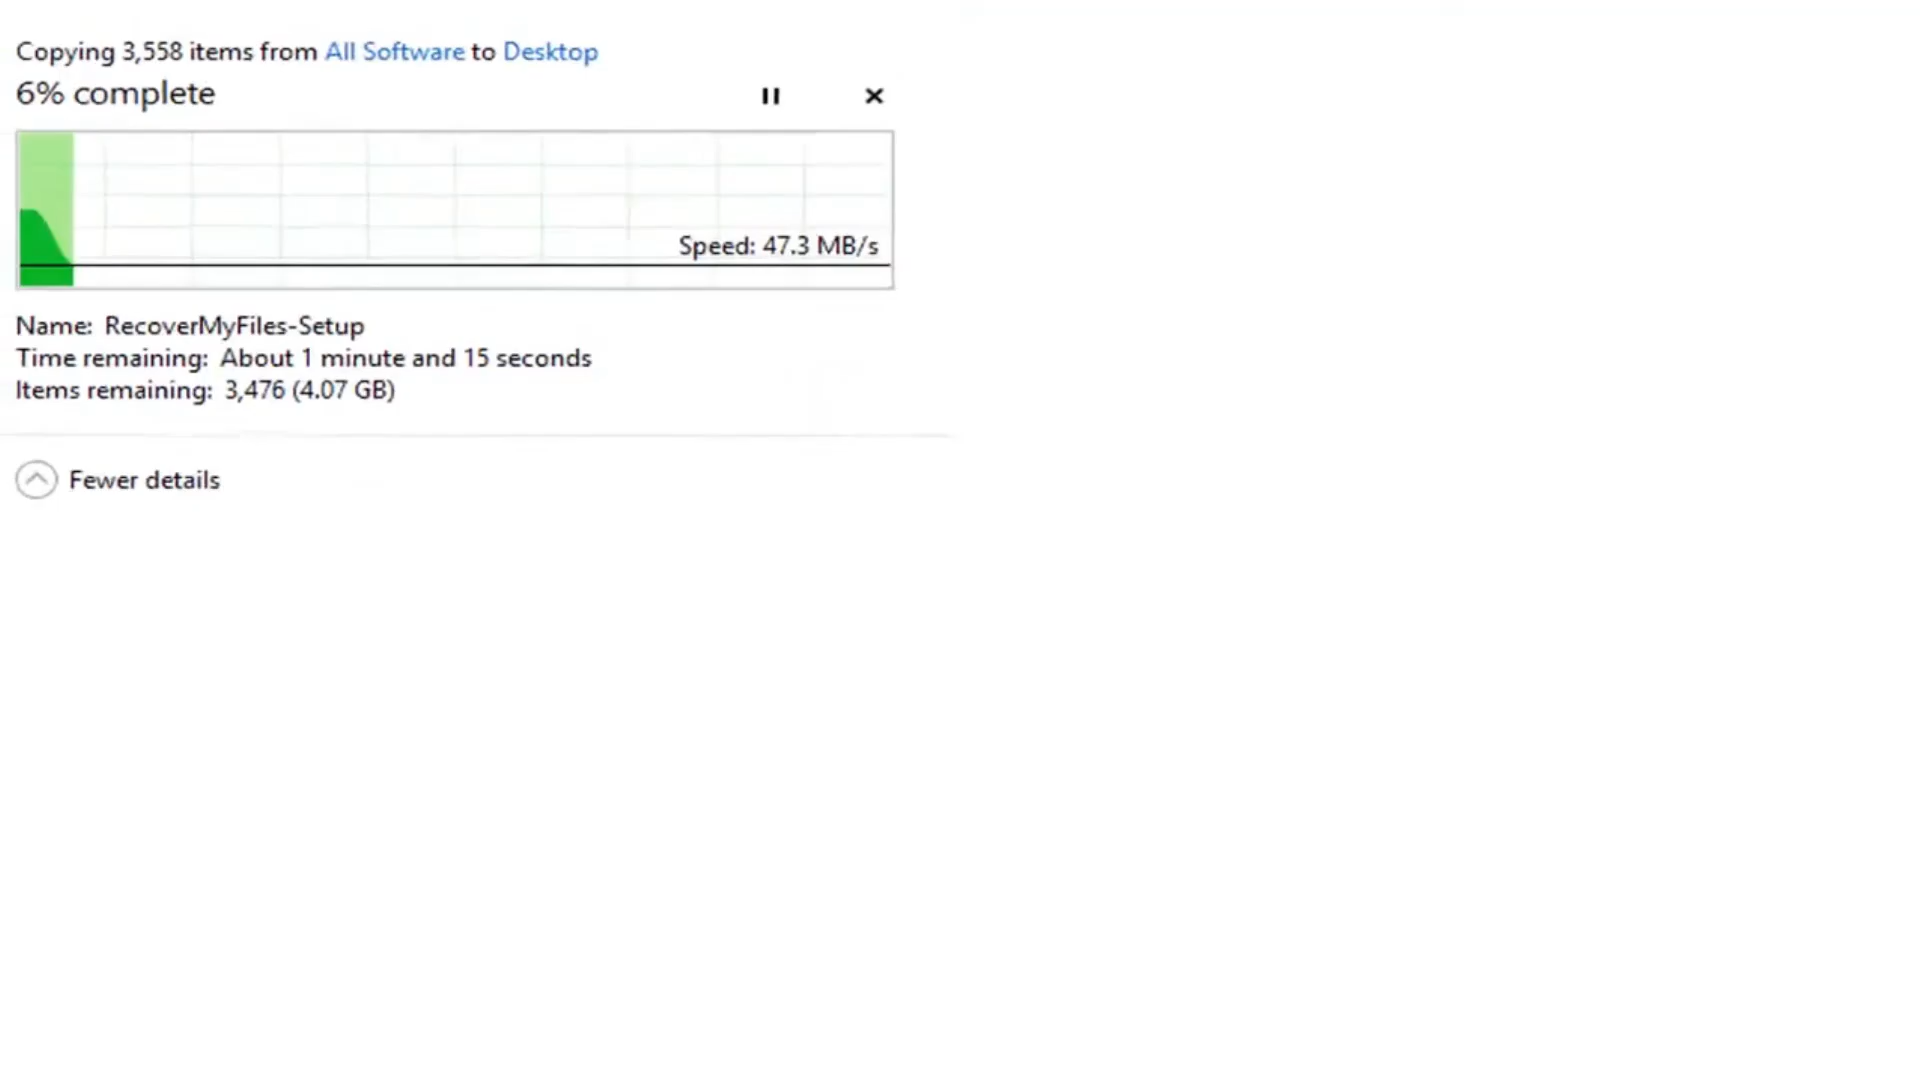 Copying 3,558 items from All Software to Desktop
6% complete
Speed: 47.3 MB/s
Name: RecoverMyFiles-Setup
Time remaining: About 1 minute and 15 seconds
Items remaining: 3,476 (4.07 GB)
Fewer details